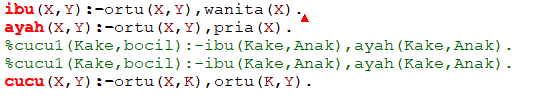 ibu(X,Y):-ortu(X,Y),wanita(X).
ayah(X,Y):-ortu(X,Y),pria(X).
%cucu1(Kake,bocil):-ibu(Kake,Anak),ayah(Kake,Anak).
%cucu1(Kake,bocil):-ibu(Kake,Anak),ayah(Kake,Anak).
cucu(X,Y):-ortu(X,K),ortu(K,Y).